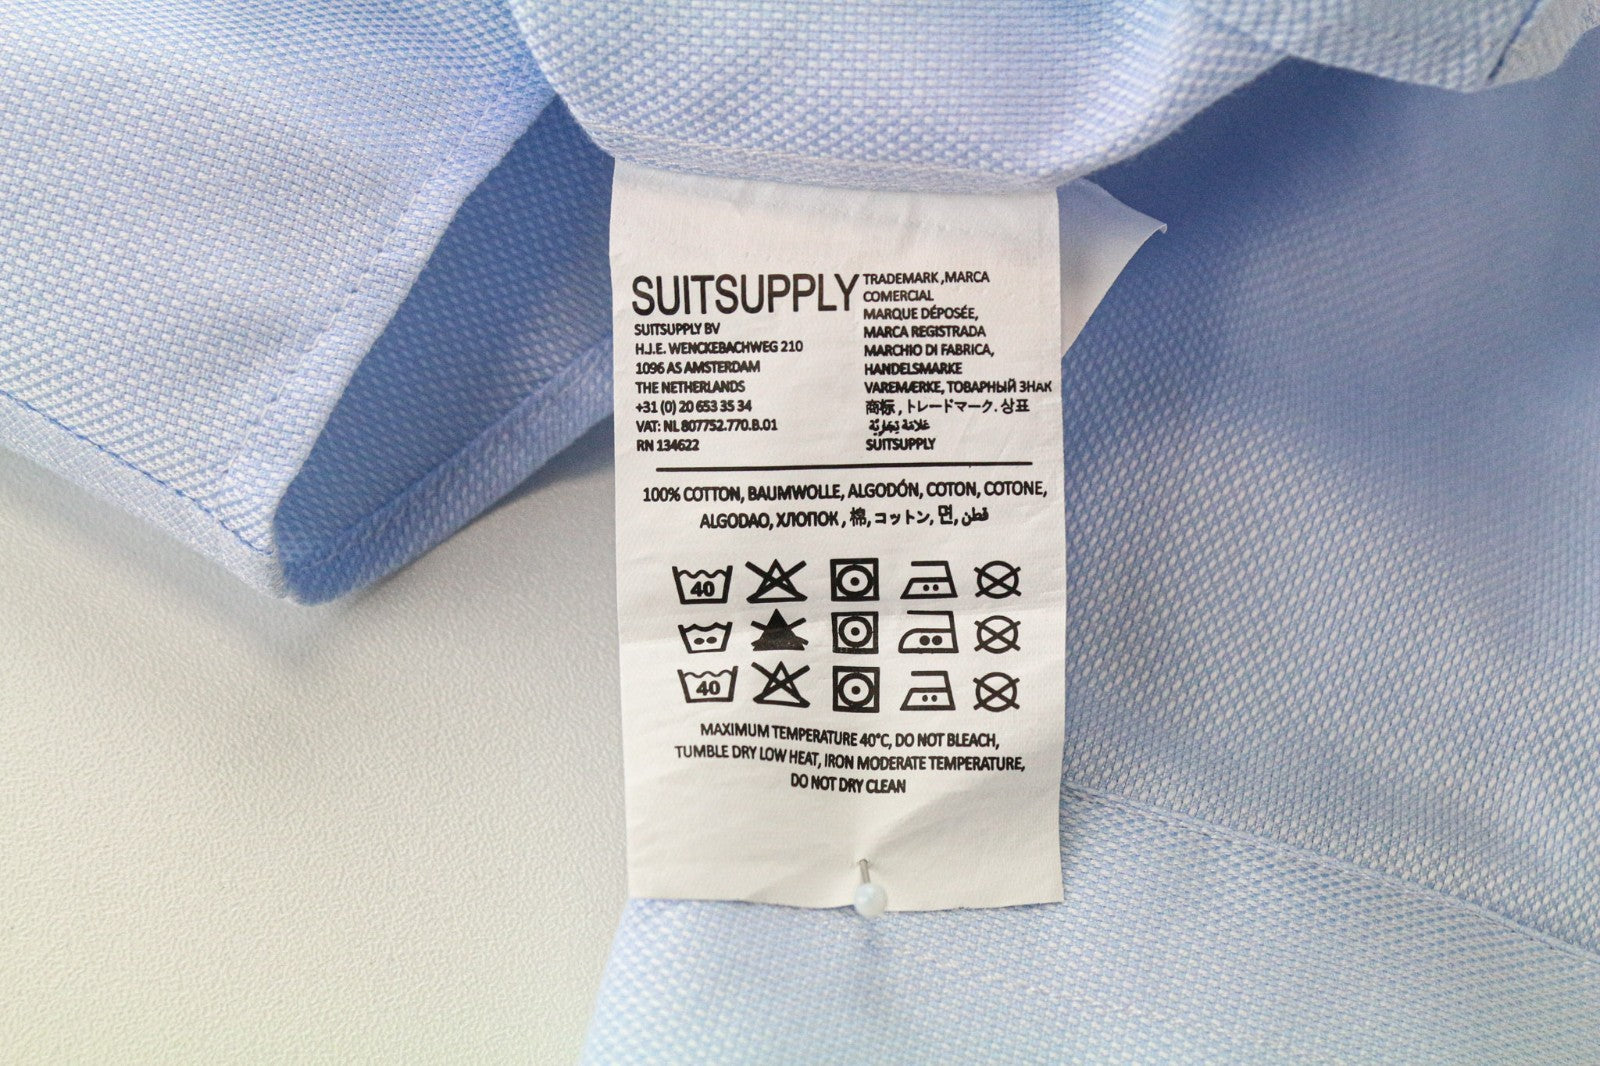 SUITSUPPLY
SUITSUPPLY BV
H.J.E. WENCKEBACHWEG 210
1096 AS AMSTERDAM
THE NETHERLANDS
+31 (0) 20 653 35 34
VAT: NL 807752.770.B.01
RN 134622
TRADEMARK ,MARCA
COMERCIAL
MARQUE DÉPOSÉE,
MARCA REGISTRADA
MARCHIO DI FABRICA,
HANDELSMARKE
VAREMÆRKE, ТОВАРНЫЙ ЗНАК
商标 , トレードマーク. 상표
علامة تجارية
SUITSUPPLY
100% COTTON, BAUMWOLLE, ALGODÓN, COTON, COTONE,
ALGODAO, ХЛОПОК , 棉, コットン, 면, قطن
40
40
MAXIMUM TEMPERATURE 40°C, DO NOT BLEACH,
TUMBLE DRY LOW HEAT, IRON MODERATE TEMPERATURE,
DO NOT DRY CLEAN